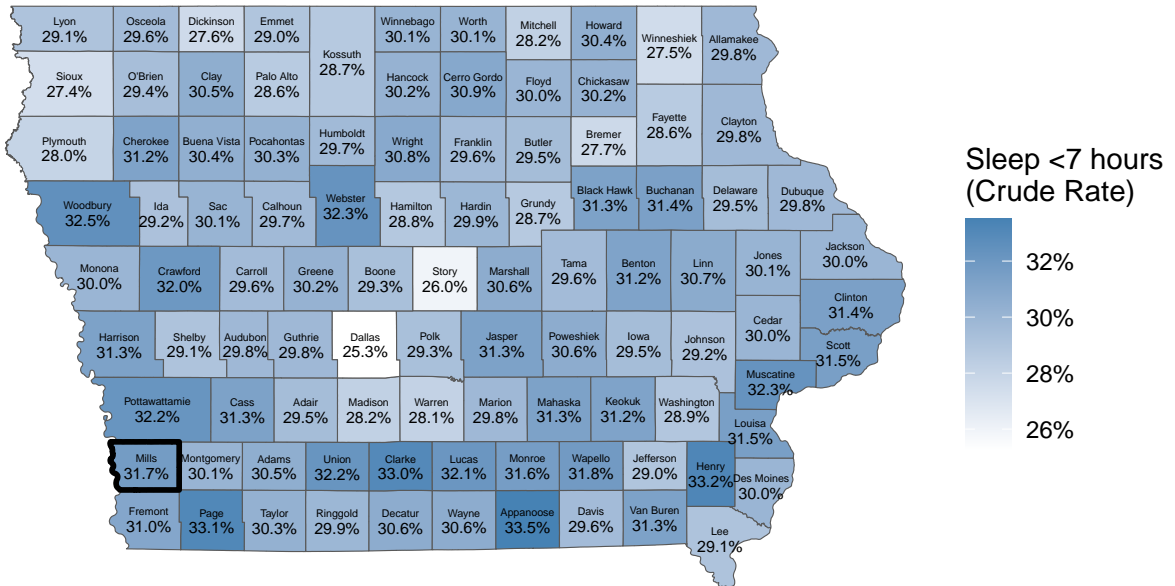 Lyon
29.1%
Osceola
29.6%
Dickinson
27.6%
Emmet
29.0%
Kossuth
28.7%
Winnebago
30.1%
Worth
30.1%
Mitchell
28.2%
Howard
30.4%
Winneshiek
27.5%
Allamakee
29.8%
Sioux
27.4%
O'Brien
29.4%
Clay
30.5%
Palo Alto
28.6%
Hancock
30.2%
Cerro Gordo
30.9%
Floyd
30.0%
Chickasaw
30.2%
Fayette
28.6%
Clayton
29.8%
Plymouth
28.0%
Cherokee
31.2%
Buena Vista
30.4%
Pocahontas
30.3%
Humboldt
29.7%
Wright
30.8%
Franklin
29.6%
Butler
29.5%
Bremer
27.7%
Woodbury
32.5%
Ida
29.2%
Sac
30.1%
Calhoun
29.7%
Webster
32.3%
Hamilton
28.8%
Hardin
29.9%
Grundy
28.7%
Black Hawk
31.3%
Buchanan
31.4%
Delaware
29.5%
Dubuque
29.8%
Monona
30.0%
Crawford
32.0%
Carroll
29.6%
Greene
30.2%
Boone
29.3%
Story
26.0%
Marshall
30.6%
Tama
29.6%
Benton
31.2%
Linn
30.7%
Jones
30.1%
Jackson
30.0%
Clinton
31.4%
Harrison
31.3%
Shelby
29.1%
Audubon
29.8%
Guthrie
29.8%
Dallas
25.3%
Polk
29.3%
Jasper
31.3%
Poweshiek
30.6%
Iowa
29.5%
Johnson
29.2%
Cedar
30.0%
Scott
31.5%
Muscatine
32.3%
Pottawattamie
32.2%
Cass
31.3%
Adair
29.5%
Madison
28.2%
Warren
28.1%
Marion
29.8%
Mahaska
31.3%
Keokuk
31.2%
Washington
28.9%
Louisa
31.5%
Mills
31.7%
Montgomery
30.1%
Adams
30.5%
Union
32.2%
Clarke
33.0%
Lucas
32.1%
Monroe
31.6%
Wapello
31.8%
Jefferson
29.0%
Henry
33.2%
Des Moines
30.0%
Fremont
31.0%
Page
33.1%
Taylor
30.3%
Ringgold
29.9%
Decatur
30.6%
Wayne
30.6%
Appanoose
33.5%
Davis
29.6%
Van Buren
31.3%
Lee
29.1%
Sleep <7 hours
(Crude Rate)
32%
30%
28%
26%